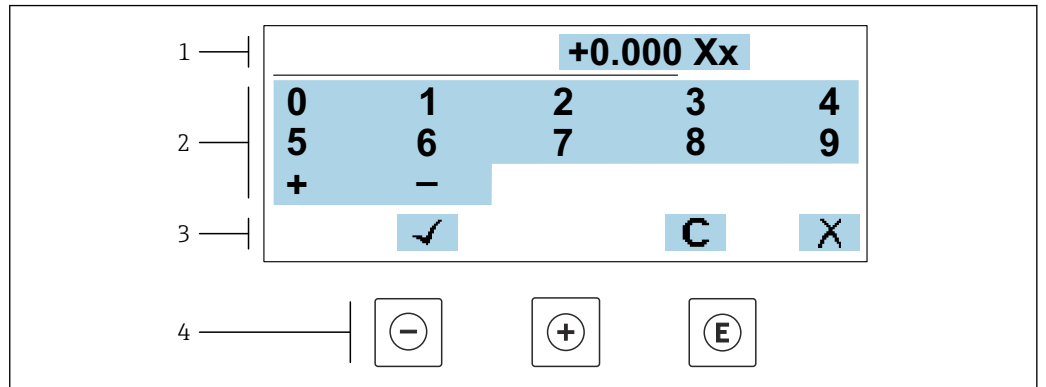 1 +0.000 Xx
0 1 2 3 4
2 5 6 7 8 9
+ −
3 ✓ C X
4 − + E